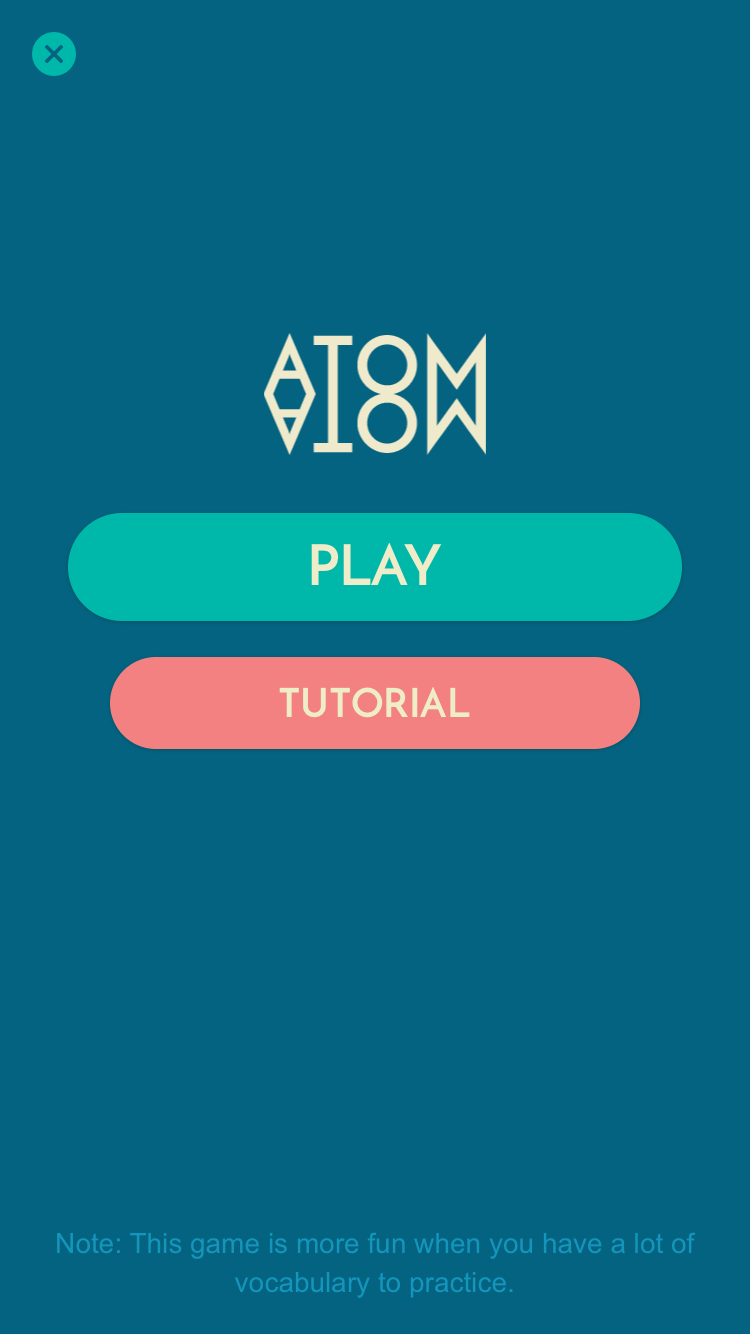 ATOM
PLAY
TUTORIAL
Note: This game is more fun when you have a lot of
vocabulary to practice.